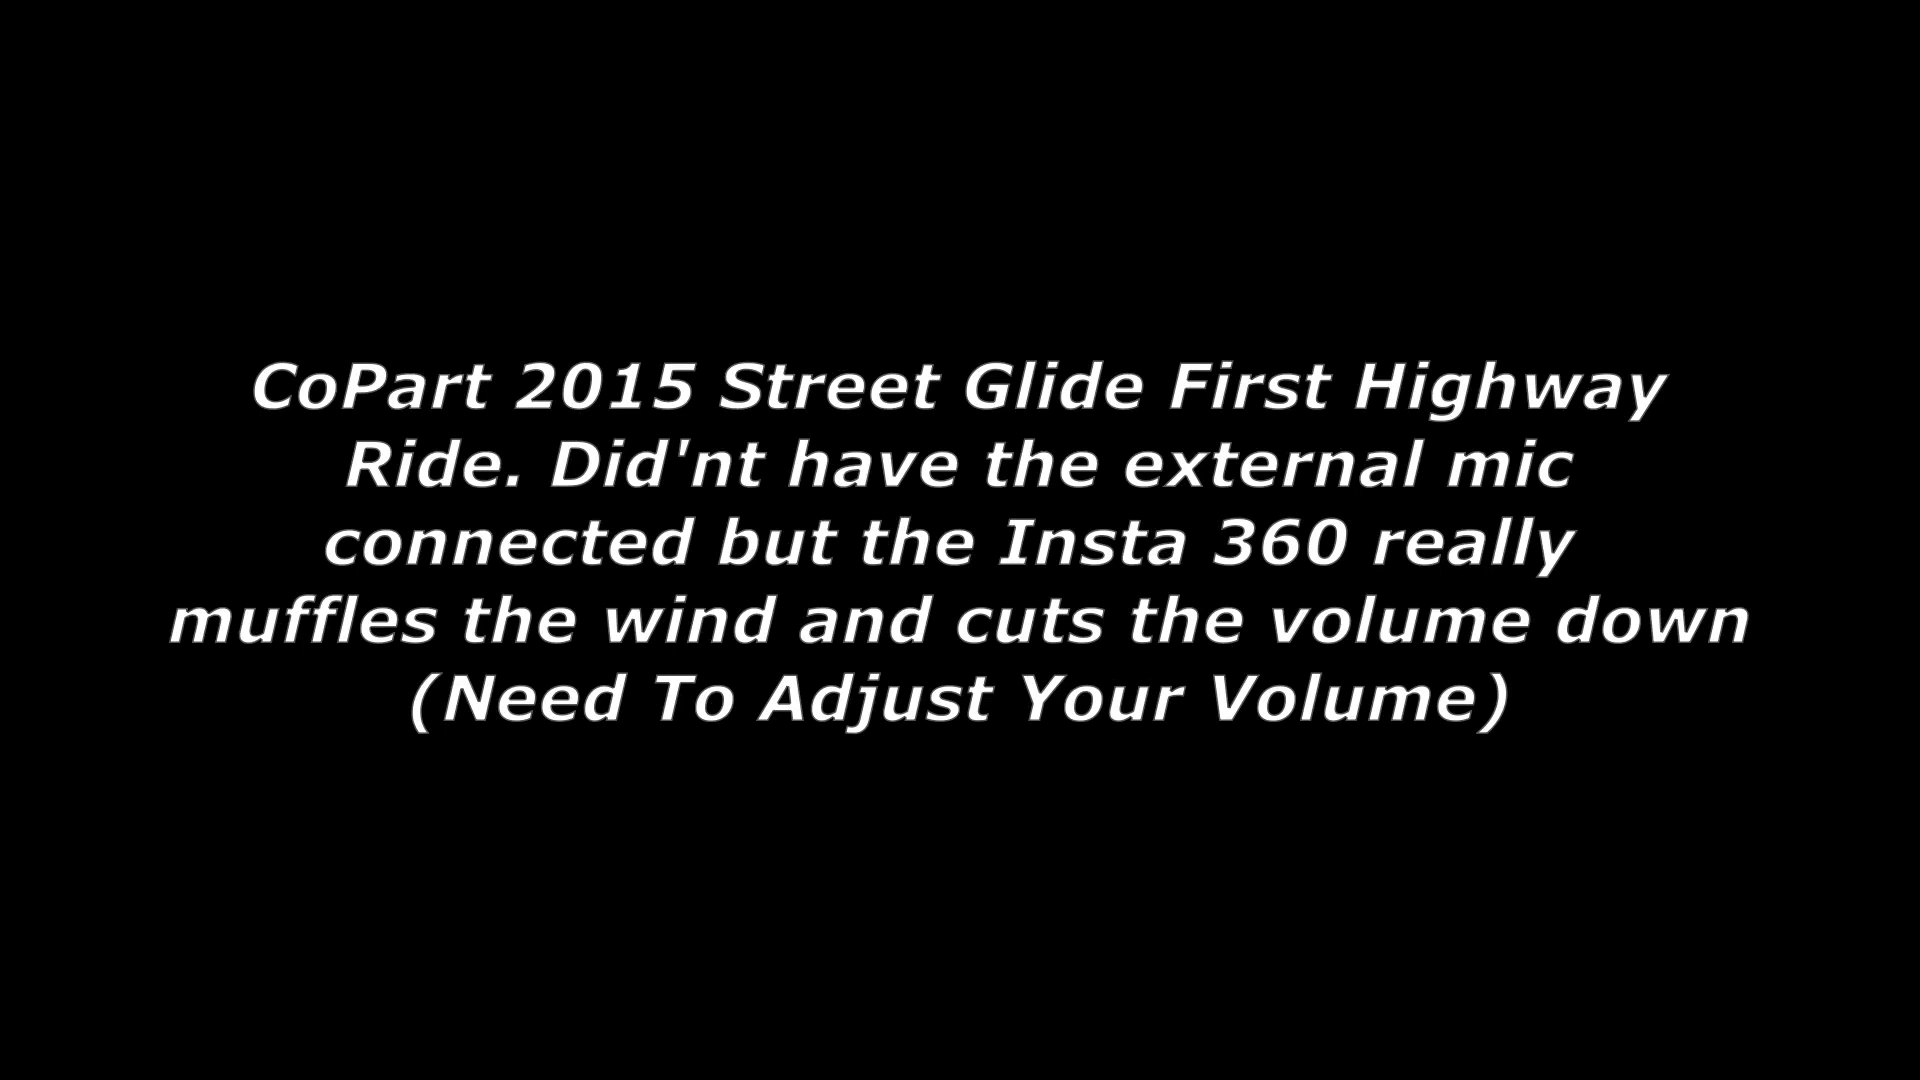 CoPart 2015 Street Glide First Highway
Ride. Did'nt have the external mic
connected but the Insta 360 really
muffles the wind and cuts the volume down
(Need To Adjust Your Volume)